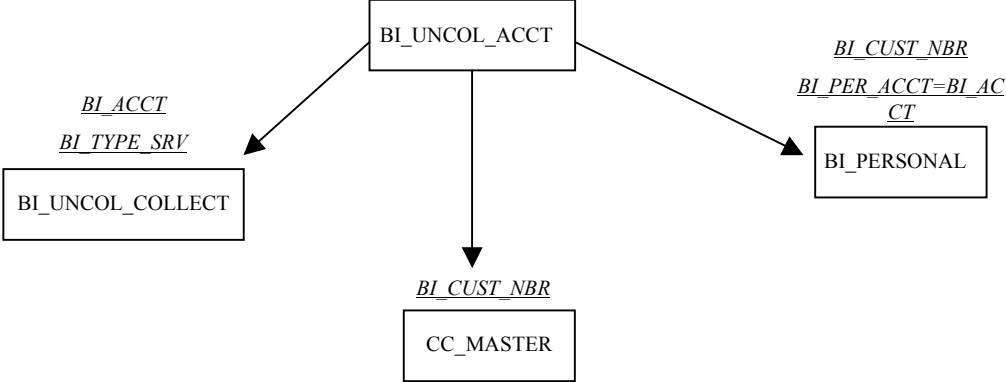 BI_UNCOL_ACCT
BI_CUST_NBR
BI_PER_ACCT=BI_AC
CT
BI_PERSONAL
BI_ACCT
BI_TYPE_SRV
BI_UNCOL_COLLECT
BI_CUST_NBR
CC_MASTER